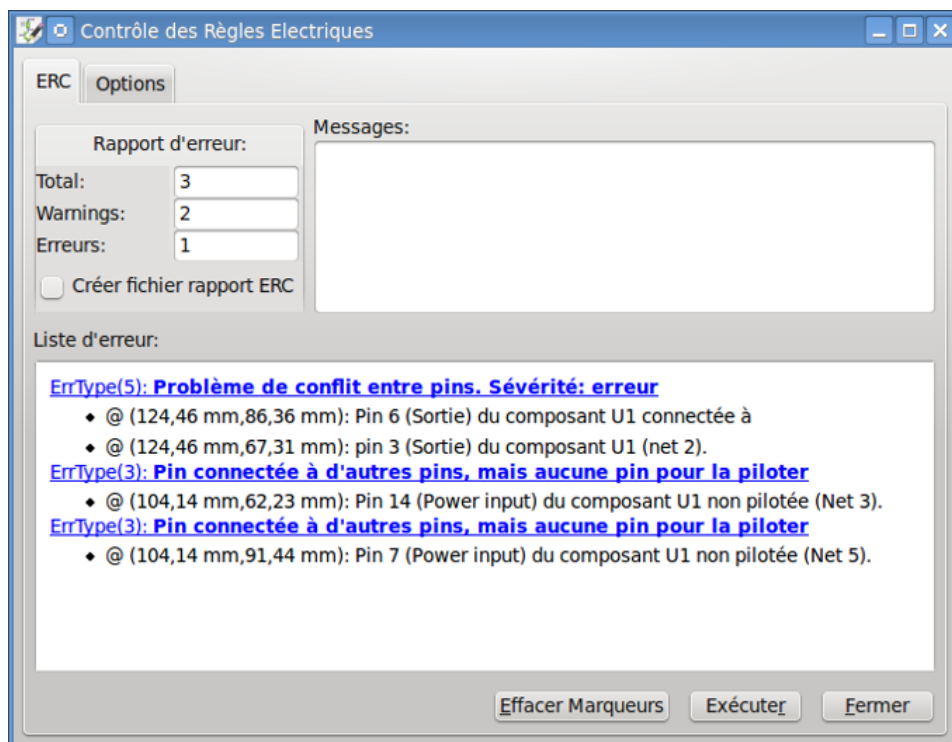 Contrôle des Règles Electriques
ERC
Options
Rapport d'erreur:
Total:
3
Warnings:
2
Erreurs:
1
Créer fichier rapport ERC
Messages:
Liste d'erreur:
ErrType(5): Problème de conflit entre pins. Sévérité: erreur
@ (124,46 mm,86,36 mm): Pin 6 (Sortie) du composant U1 connectée à
@ (124,46 mm,67,31 mm): pin 3 (Sortie) du composant U1 (net 2).
ErrType(3): Pin connectée à d'autres pins, mais aucune pin pour la piloter
@ (104,14 mm,62,23 mm): Pin 14 (Power input) du composant U1 non pilotée (Net 3).
ErrType(3): Pin connectée à d'autres pins, mais aucune pin pour la piloter
@ (104,14 mm,91,44 mm): Pin 7 (Power input) du composant U1 non pilotée (Net 5).
Effacer Marqueurs
Exécuter
Fermer